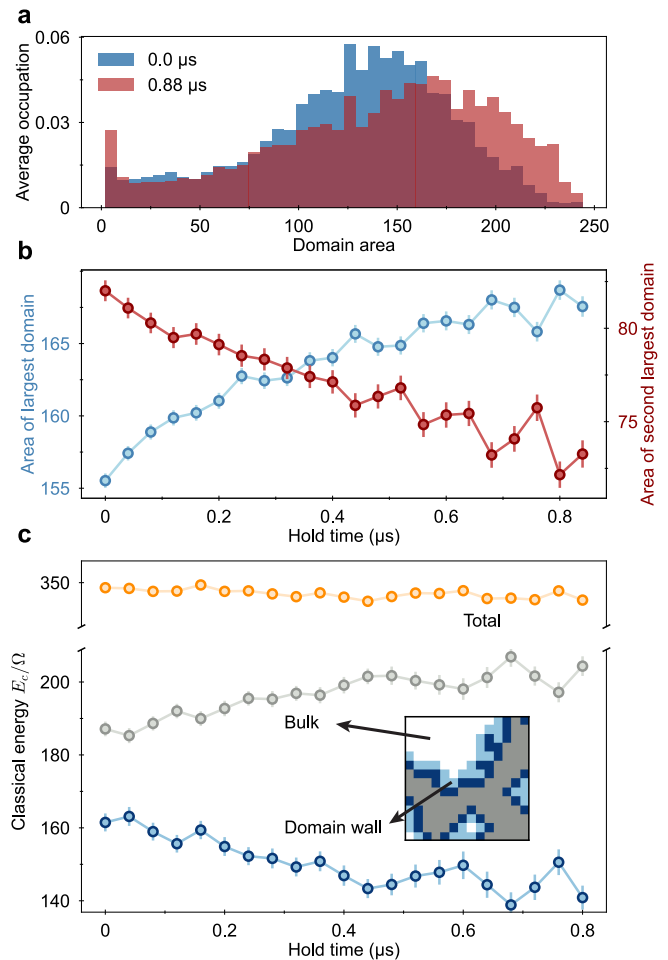 a
0.06
0.03
0
Average occupation
0.0 µs
0.88 µs
0 50 100 150 200 250
Domain area
b
165
160
155
Area of largest domain
80
75
Area of second largest domain
0 0.2 0.4 0.6 0.8
Hold time (µs)
c
350
200
180
160
140
Classical energy E_c/Ω
Total
Bulk
Domain wall
0 0.2 0.4 0.6 0.8
Hold time (µs)